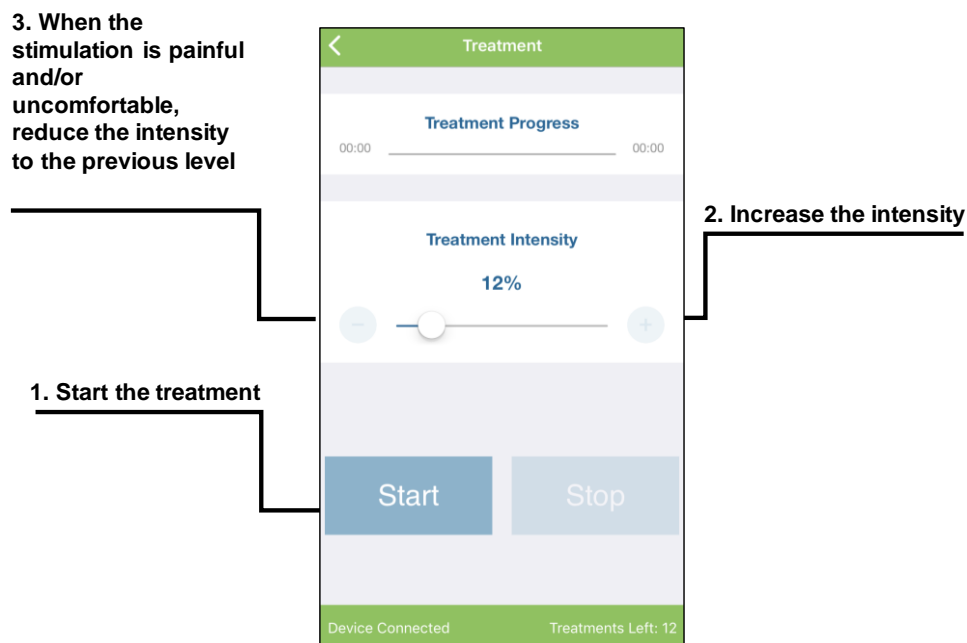 3. When the
stimulation is painful
and/or
uncomfortable,
reduce the intensity
to the previous level
Treatment
Treatment Progress
00:00
00:00
2. Increase the intensity
Treatment Intensity
12%
−
+
1. Start the treatment
Start
Stop
Device Connected
Treatments Left: 12